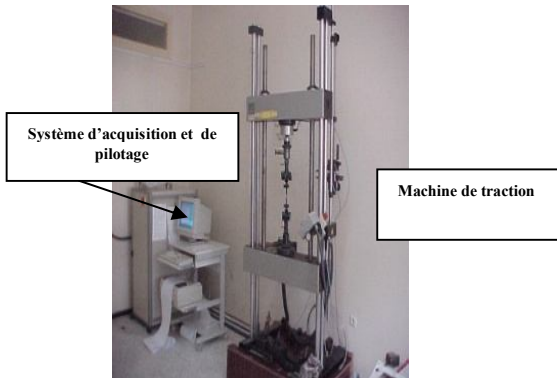 Système d'acquisition et de
pilotage
Machine de traction